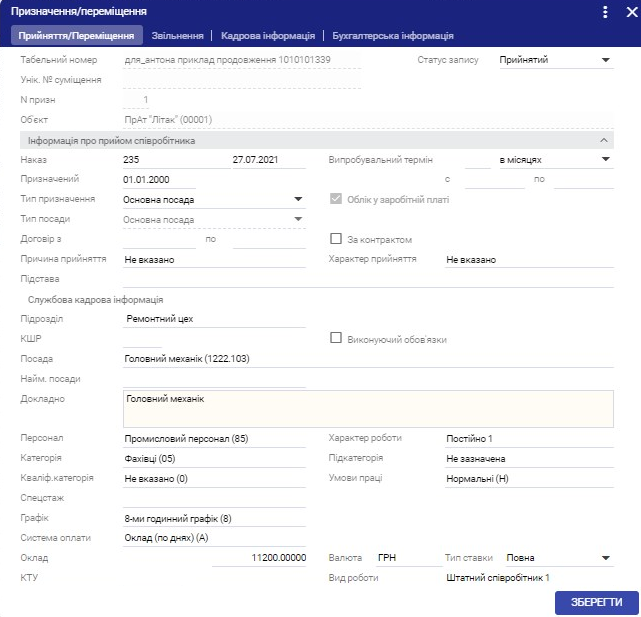 Призначення/переміщення
Прийняття/Переміщення Звільнення Кадрова інформація Бухгалтерська інформація
Табельний номер для_антона приклад продовження 1010101339 Статус запису Прийнятий
Унік. № суміщення
N призн 1
Об'єкт ПрАт "Літак" (00001)
Інформація про прийом співробітника
Наказ 235 27.07.2021 Випробувальний термін в місяцях
Призначений 01.01.2000 с по
Тип призначення Основна посада Облік у заробітній платі
Тип посади Основна посада
Договір з по За контрактом
Причина прийняття Не вказано Характер прийняття Не вказано
Підстава
Службова кадрова інформація
Підрозділ Ремонтний цех
КШР Виконуючий обов'язки
Посада Головний механік (1222.103)
Найм. посади
Докладно Головний механік
Персонал Промисловий персонал (85) Характер роботи Постійно 1
Категорія Фахівці (05) Підкатегорія Не зазначена
Кваліф.категорія Не вказано (0) Умови праці Нормальні (Н)
Спецстаж
Графік 8-ми годинний графік (8)
Система оплати Оклад (по днях) (А)
Оклад 11200.00000 Валюта ГРН Тип ставки Повна
КТУ Вид роботи Штатний співробітник 1
ЗБЕРЕГТИ